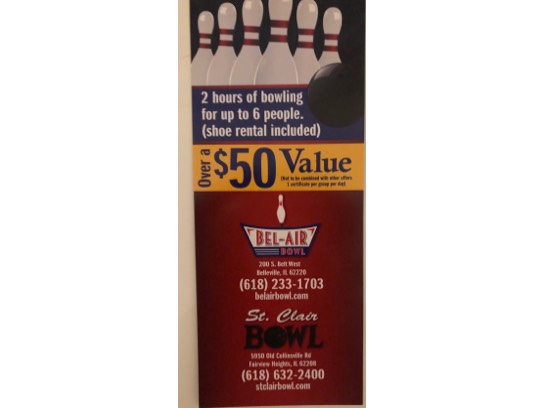 2 hours of bowling
for up to 6 people.
(shoe rental included)
Over a $50 Value
(Not to be combined with other offers
1 certificate per group per day)
BEL-AIR
BOWL
200 S. Belt West
Belleville, IL 62220
(618) 233-1703
belairbowl.com
St. Clair
BOWL
5950 Old Collinsville Rd
Fairview Heights, IL 62208
(618) 632-2400
stclairbowl.com